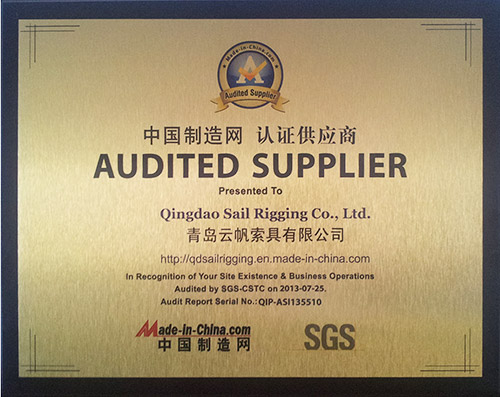 Made-in-China.com
Audited Supplier
中国制造网 认证供应商
AUDITED SUPPLIER
Presented To
Qingdao Sail Rigging Co., Ltd.
青岛云帆索具有限公司
http://qdsailrigging.en.made-in-china.com
In Recognition of Your Site Existence & Business Operations
Audited by SGS-CSTC on 2013-07-25.
Audit Report Serial No.:QIP-ASI135510
Made-in-China.com
中国制造网
SGS